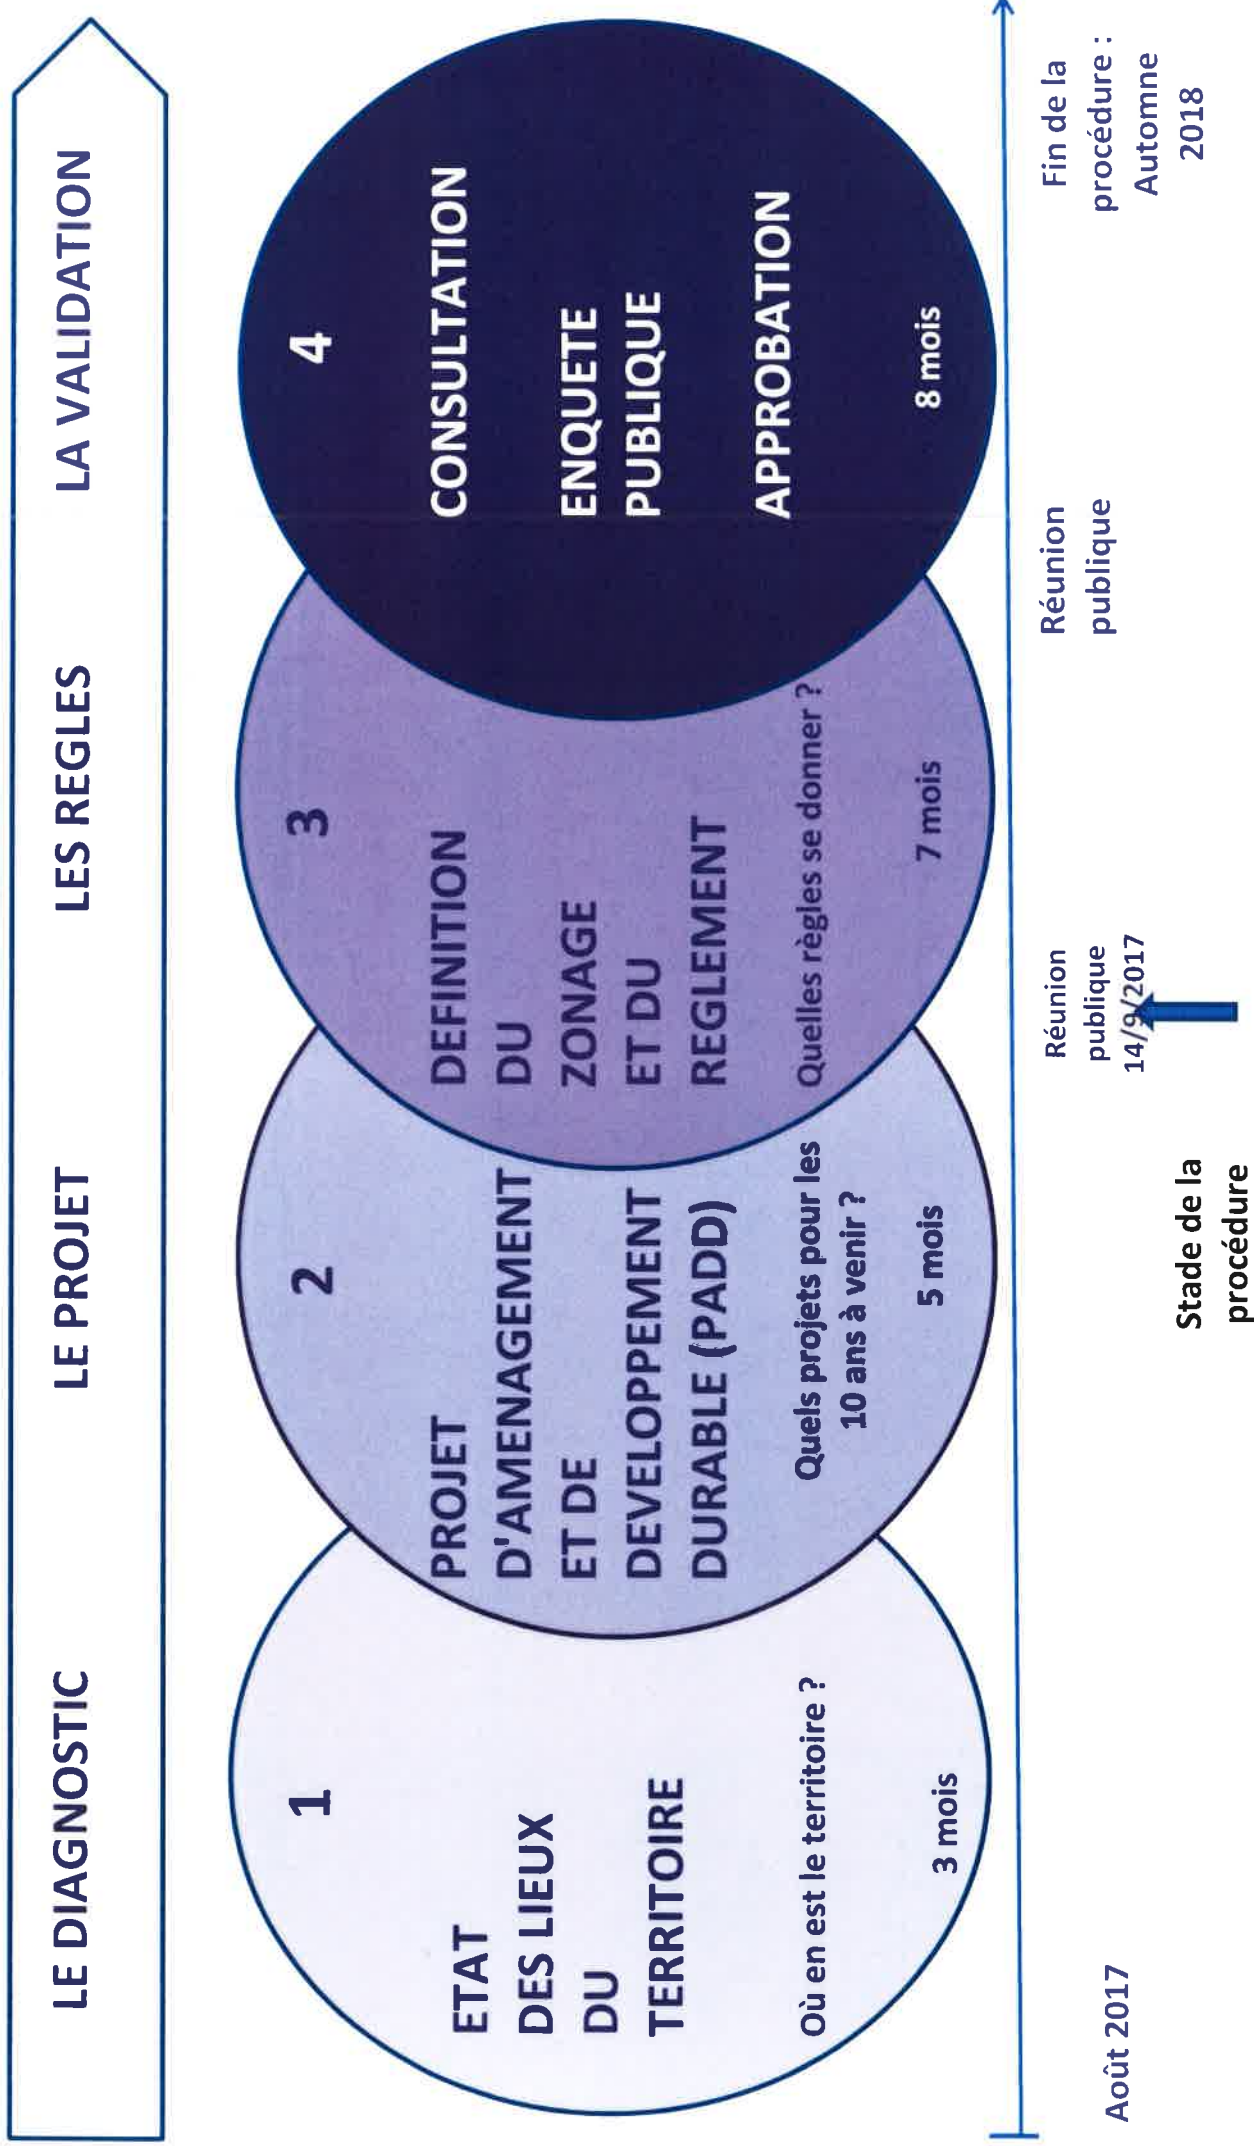 LE DIAGNOSTIC
LE PROJET
LES REGLES
LA VALIDATION
1
ETAT
DES LIEUX
DU
TERRITOIRE
Où en est le territoire ?
3 mois
2
PROJET
D'AMENAGEMENT
ET DE
DEVELOPPEMENT
DURABLE (PADD)
Quels projets pour les
10 ans à venir ?
5 mois
3
DEFINITION
DU
ZONAGE
ET DU
REGLEMENT
Quelles règles se donner ?
7 mois
4
CONSULTATION
ENQUETE
PUBLIQUE
APPROBATION
8 mois
Août 2017
Stade de la
procédure
Réunion
publique
14/9/2017
Réunion
publique
Fin de la
procédure :
Automne
2018